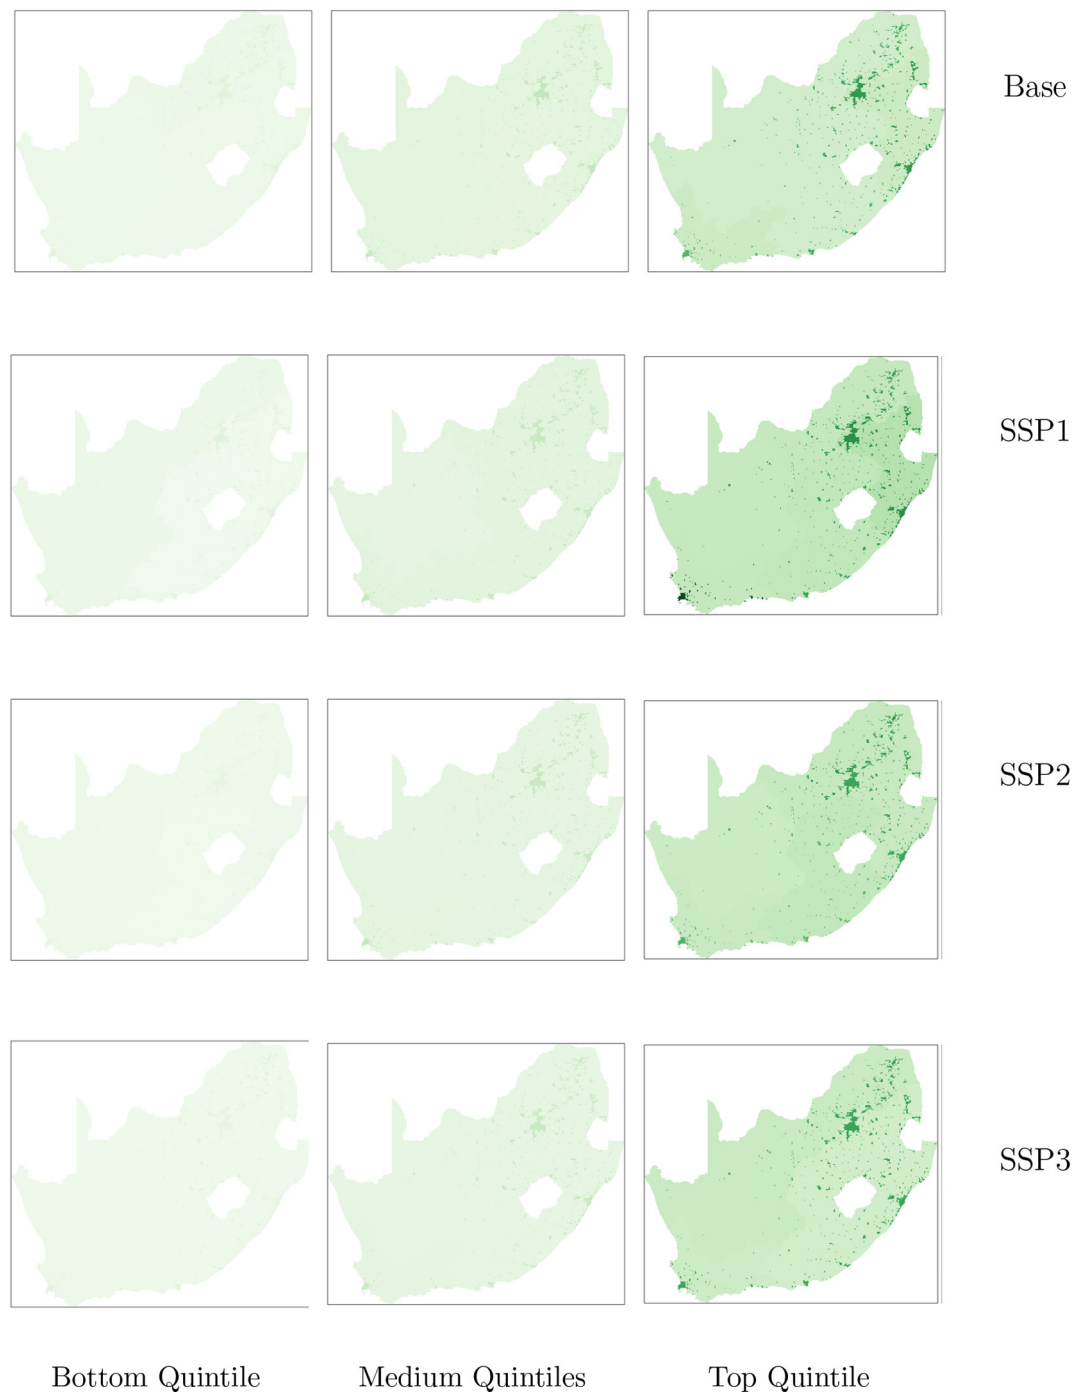 Base
SSP1
SSP2
SSP3
Bottom Quintile
Medium Quintiles
Top Quintile